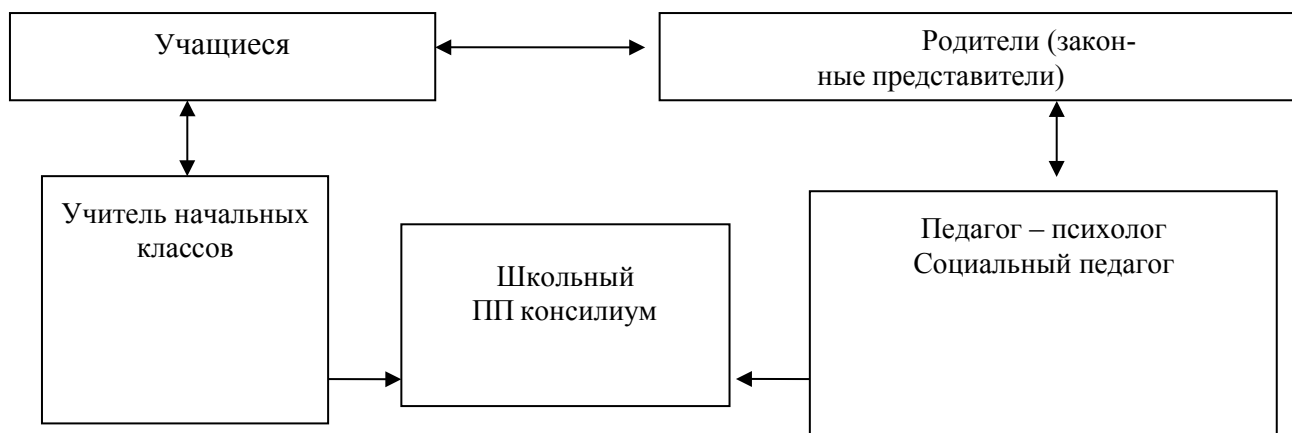 Учащиеся
Родители (закон-
ные представители)
Учитель начальных
классов
Школьный
ПП консилиум
Педагог – психолог
Социальный педагог